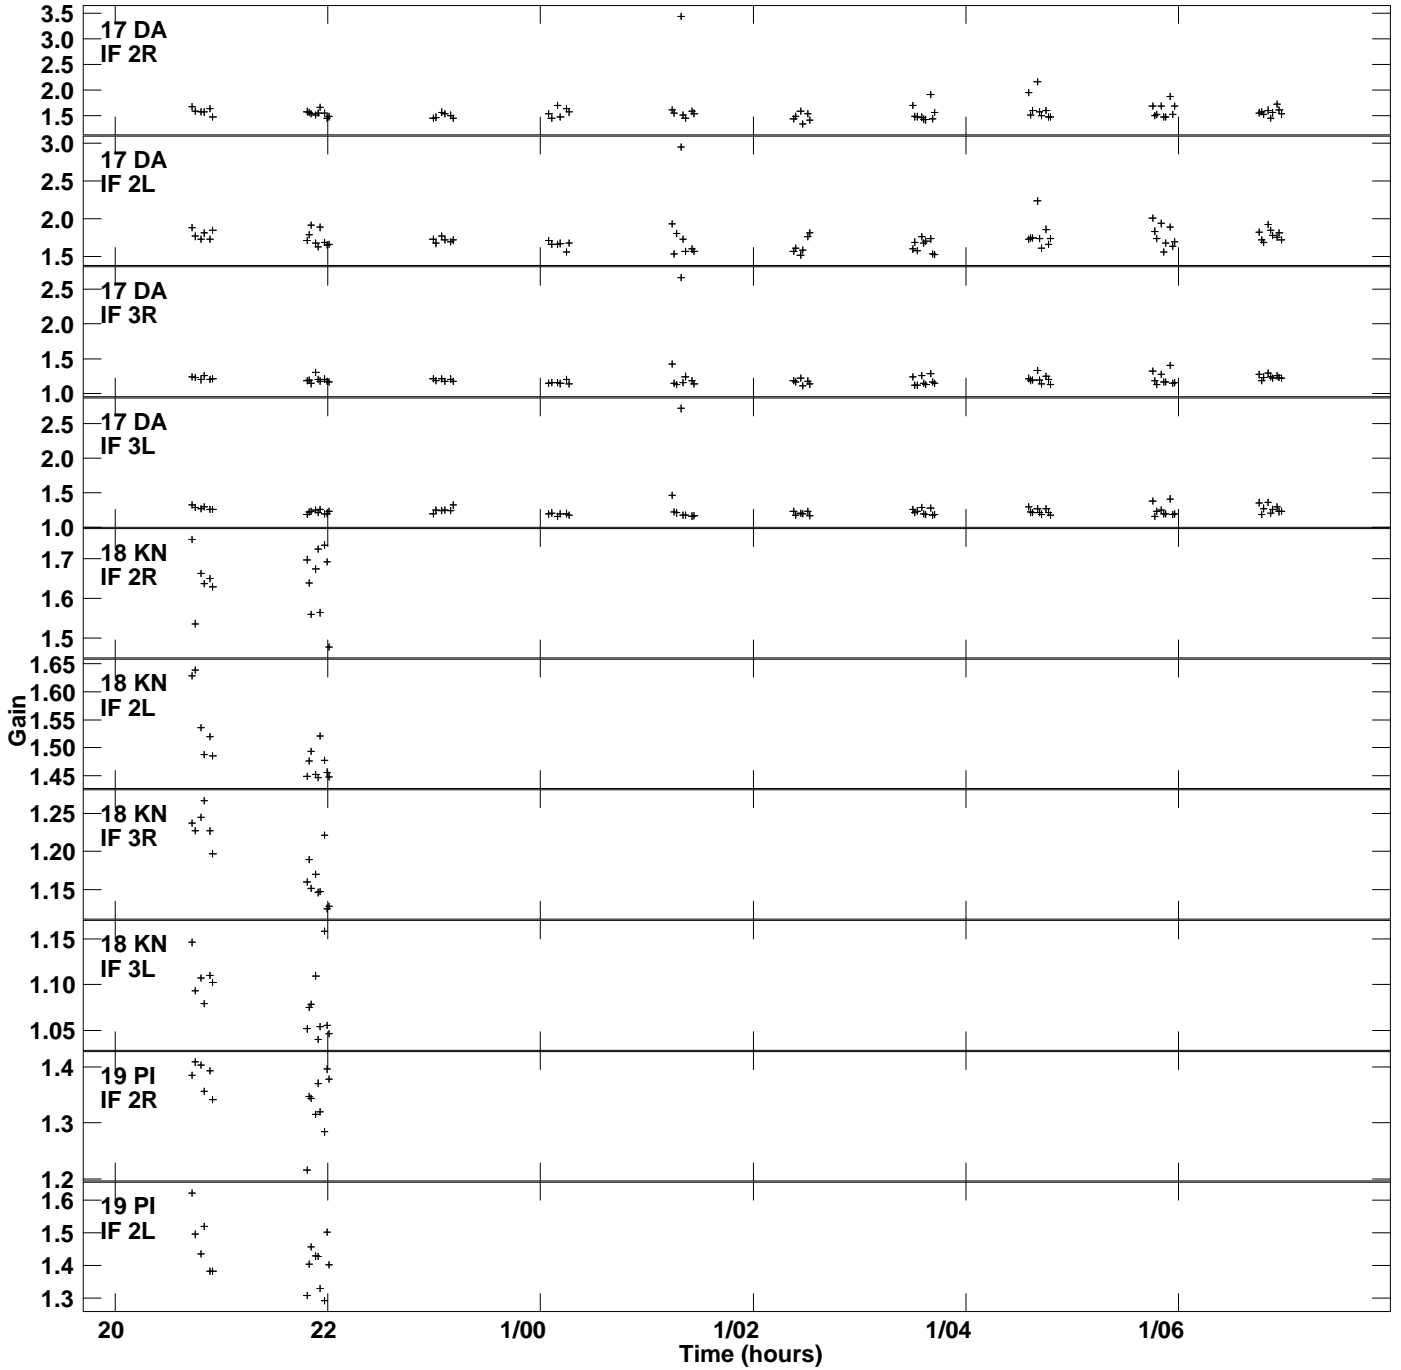 3.5
3.0
2.5
2.0
1.5
17 DA
IF 2R
3.0
2.5
2.0
1.5
17 DA
IF 2L
2.5
2.0
1.5
1.0
17 DA
IF 3R
2.5
2.0
1.5
1.0
17 DA
IF 3L
1.7
1.6
1.5
18 KN
IF 2R
1.65
1.60
1.55
1.50
1.45
18 KN
IF 2L
Gain
1.25
1.20
1.15
18 KN
IF 3R
1.15
1.10
1.05
18 KN
IF 3L
1.4
1.3
1.2
19 PI
IF 2R
1.6
1.5
1.4
1.3
19 PI
IF 2L
20 22 1/00 1/02 1/04 1/06
Time (hours)